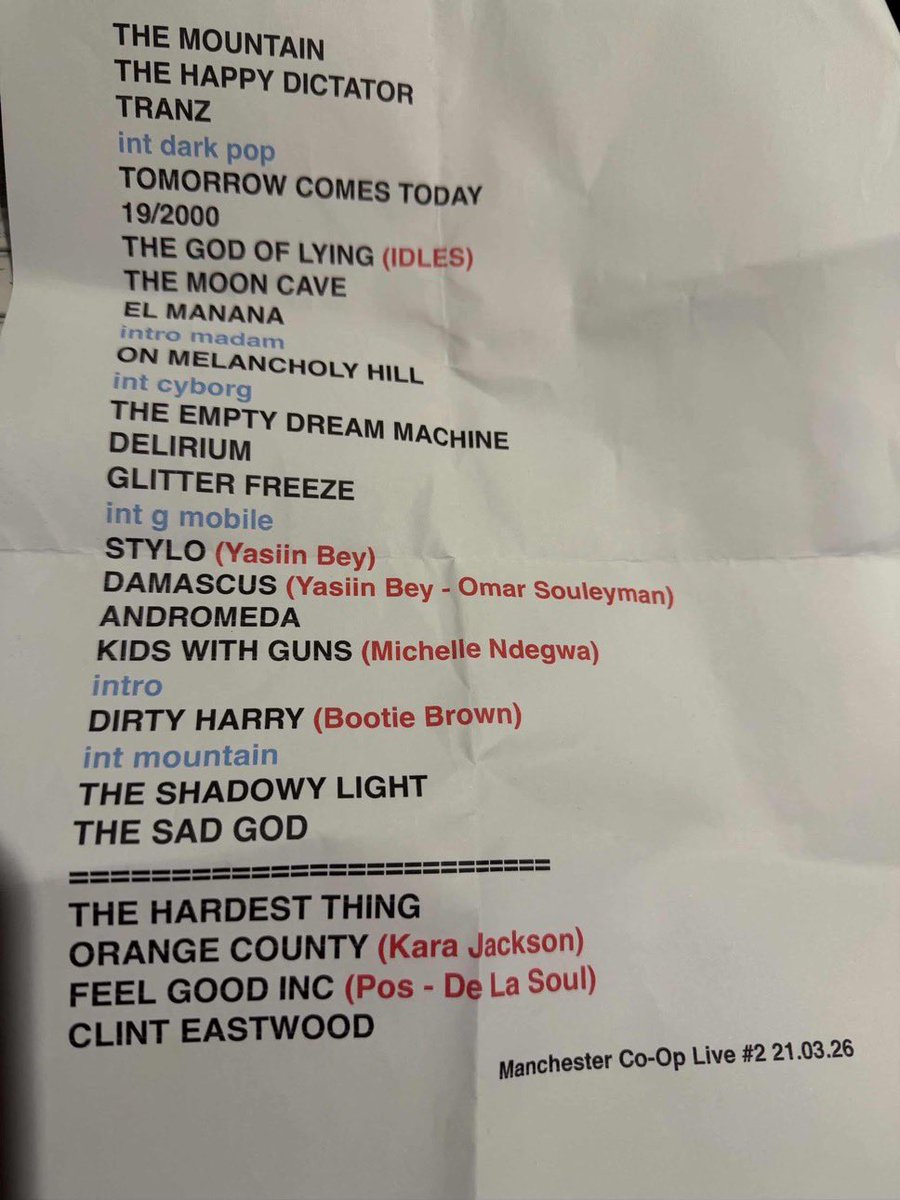 THE MOUNTAIN
THE HAPPY DICTATOR
TRANZ
int dark pop
TOMORROW COMES TODAY
19/2000
THE GOD OF LYING (IDLES)
THE MOON CAVE
EL MANANA
intro madam
ON MELANCHOLY HILL
int cyborg
THE EMPTY DREAM MACHINE
DELIRIUM
GLITTER FREEZE
int g mobile
STYLO (Yasiin Bey)
DAMASCUS (Yasiin Bey - Omar Souleyman)
ANDROMEDA
KIDS WITH GUNS (Michelle Ndegwa)
intro
DIRTY HARRY (Bootie Brown)
int mountain
THE SHADOWY LIGHT
THE SAD GOD
============================
THE HARDEST THING
ORANGE COUNTY (Kara Jackson)
FEEL GOOD INC (Pos - De La Soul)
CLINT EASTWOOD
Manchester Co-Op Live #2 21.03.26